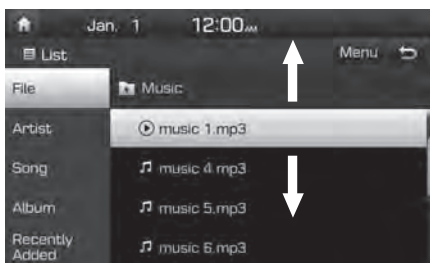 Jan. 1 12:00AM
List
Menu
File
Music
Artist
music 1.mp3
Song
music 4.mp3
Album
music 5.mp3
Recently
Added
music 6.mp3